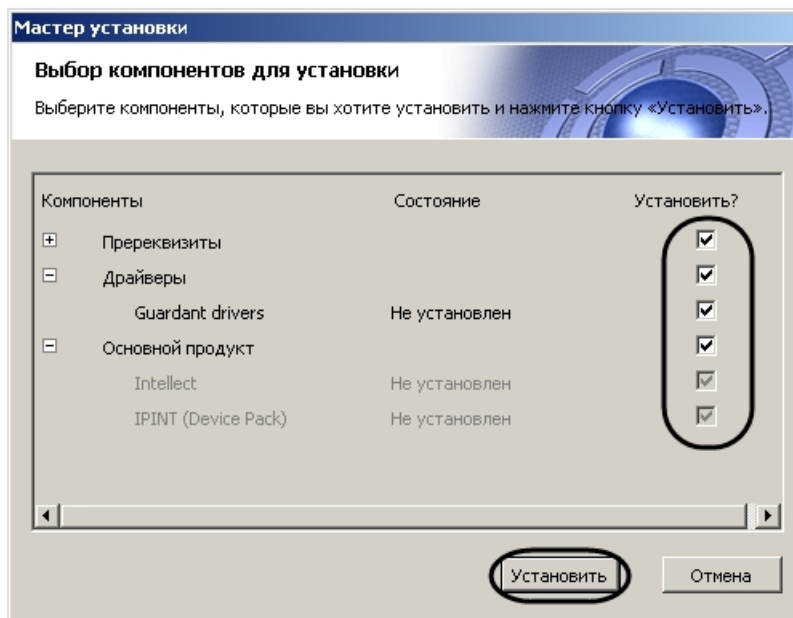 Мастер установки
Выбор компонентов для установки
Выберите компоненты, которые вы хотите установить и нажмите кнопку «Установить».
Компоненты Состояние Установить?
Пререквизиты
Драйверы
Guardant drivers Не установлен
Основной продукт
Intellect Не установлен
IPINT (Device Pack) Не установлен
Установить Отмена